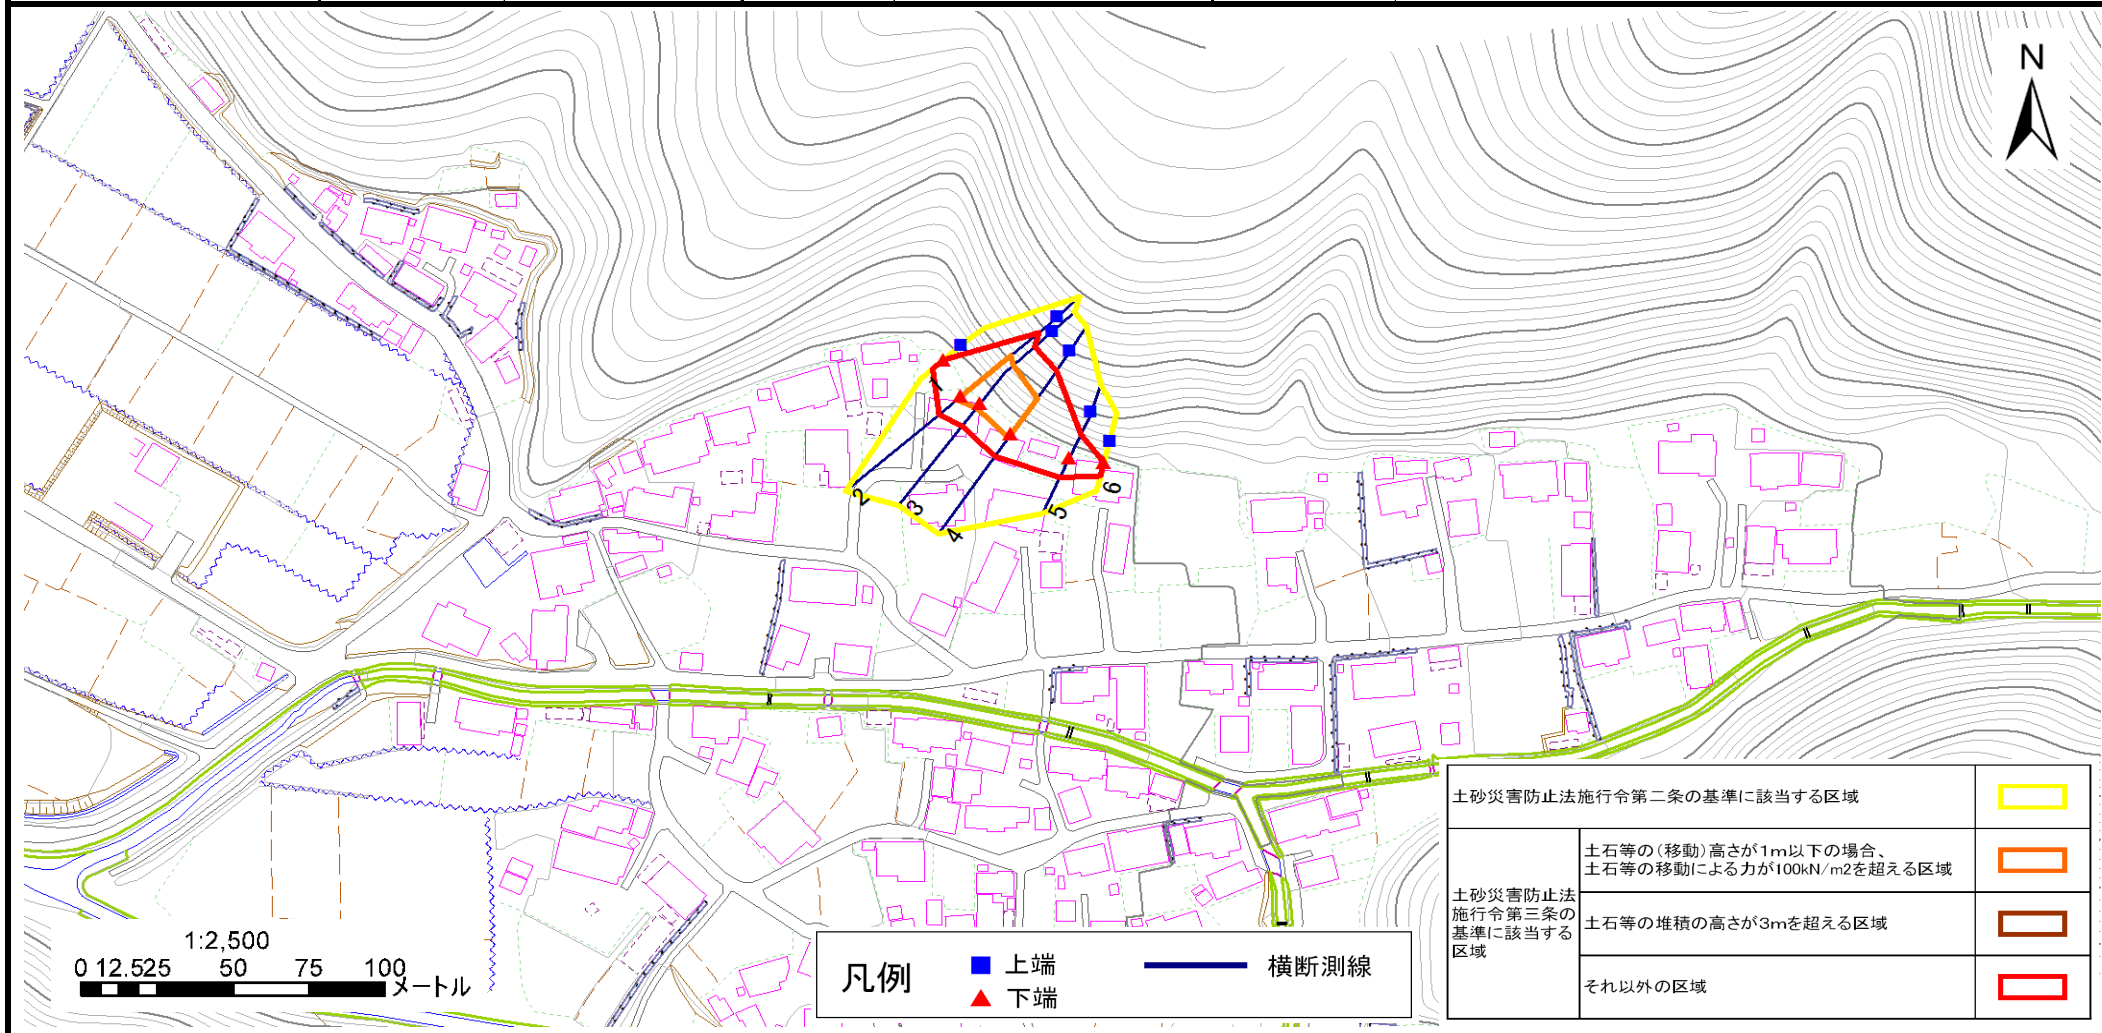 N
1
2
3
4
5
6
土砂災害防止法施行令第二条の基準に該当する区域
土砂災害防止法
施行令第三条の
基準に該当する
区域
土石等の(移動)高さが1m以下の場合、
土石等の移動による力が100kN/m2を超える区域
土石等の堆積の高さが3mを超える区域
それ以外の区域
1:2,500
0 12.525 50 75 100
メートル
凡例
上端
下端
横断測線